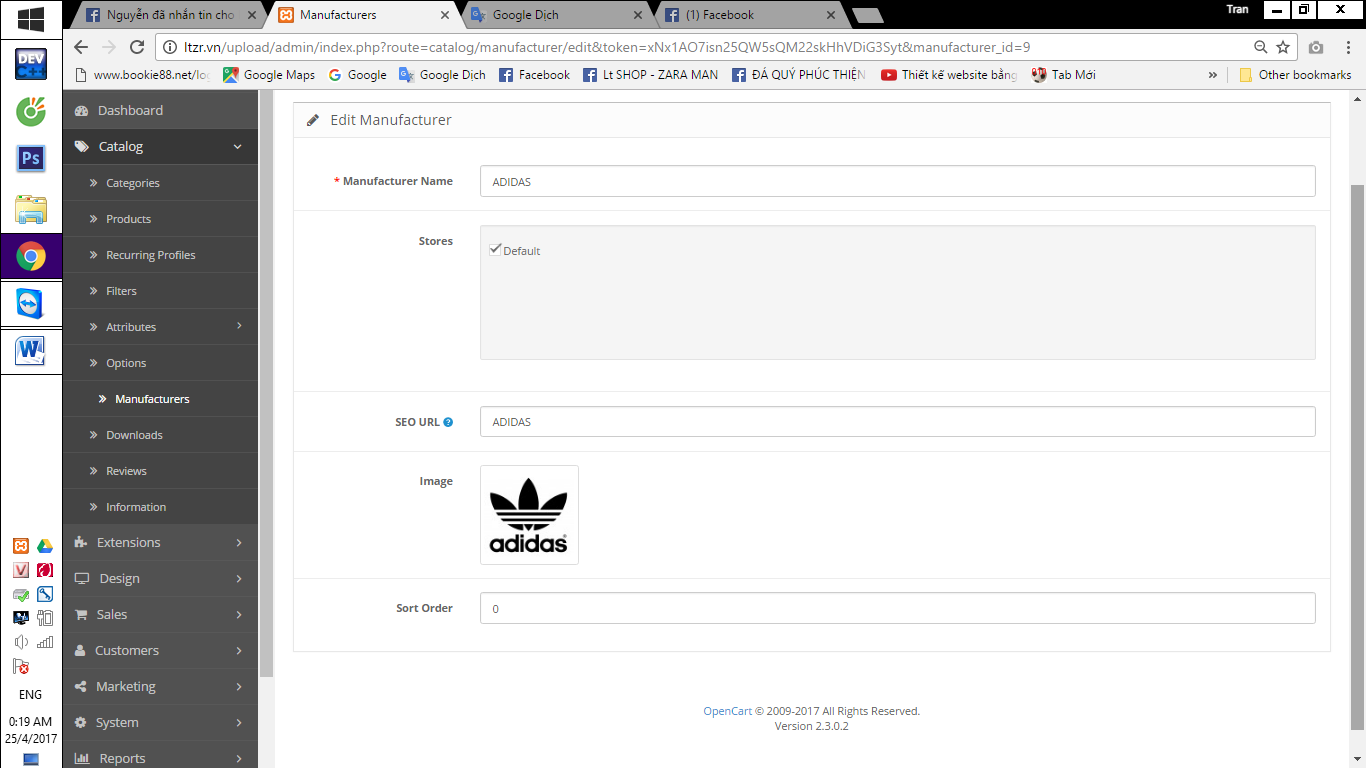 Nguyễn đã nhắn tin cho
Manufacturers
Google Dịch
(1) Facebook
Tran
ltzr.vn/upload/admin/index.php?route=catalog/manufacturer/edit&token=xNx1AO7isn25QW5sQM22skHhVDiG3Syt&manufacturer_id=9
www.bookie88.net/log
Google Maps
Google
Google Dịch
Facebook
Lt SHOP - ZARA MAN
ĐÁ QUÝ PHÚC THIỆN
Thiết kế website bằng
Tab Mới
Other bookmarks
DEV
C++
Ps
W
ENG
0:19 AM
25/4/2017
Dashboard
Catalog
Categories
Products
Recurring Profiles
Filters
Attributes
Options
Manufacturers
Downloads
Reviews
Information
Extensions
Design
Sales
Customers
Marketing
System
Reports
Edit Manufacturer
* Manufacturer Name
ADIDAS
Stores
Default
SEO URL
ADIDAS
Image
adidas
Sort Order
0
OpenCart © 2009-2017 All Rights Reserved.
Version 2.3.0.2